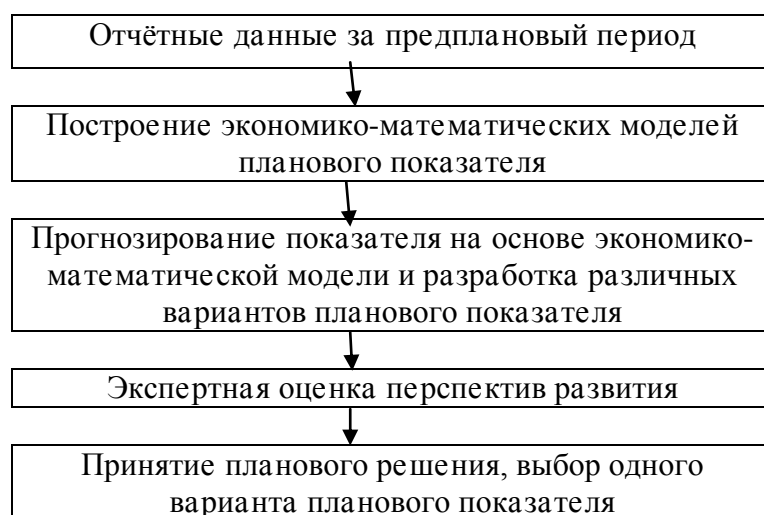 Отчётные данные за предплановый период
Построение экономико-математических моделей
планового показателя
Прогнозирование показателя на основе экономико-
математической модели и разработка различных
вариантов планового показателя
Экспертная оценка перспектив развития
Принятие планового решения, выбор одного
варианта планового показателя